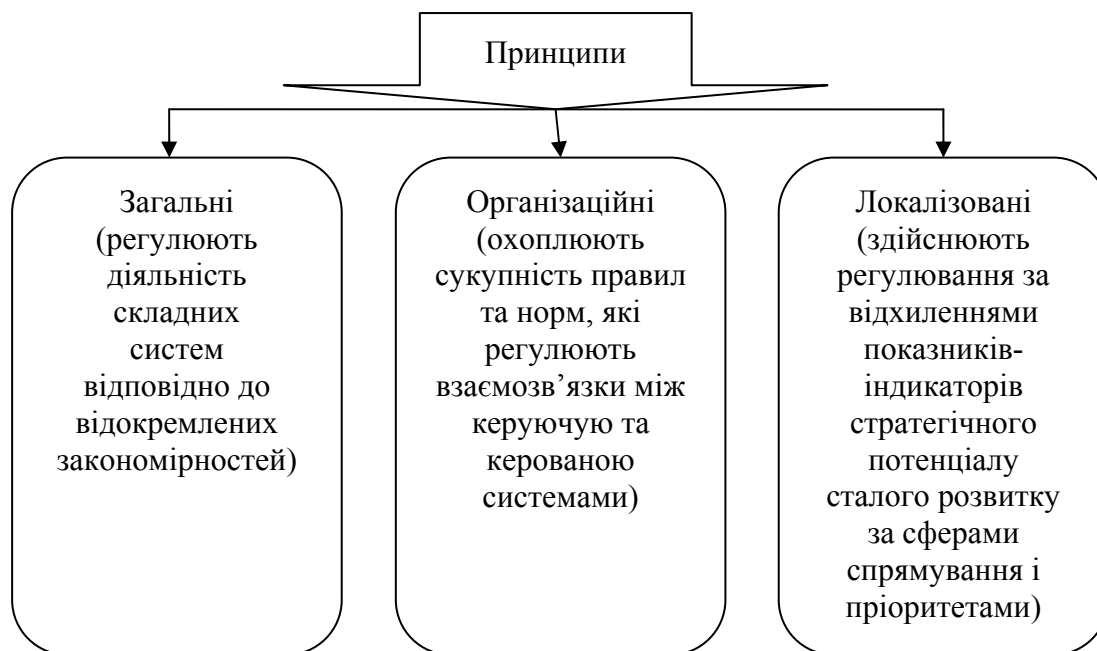 Принципи
Загальні
(регулюють
діяльність
складних
систем
відповідно до
відокремлених
закономірностей)
Організаційні
(охоплюють
сукупність правил
та норм, які
регулюють
взаємозв’язки між
керуючую та
керованою
системами)
Локалізовані
(здійснюють
регулювання за
відхиленнями
показників-
індикаторів
стратегічного
потенціалу
сталого розвитку
за сферами
спрямування і
пріоритетами)